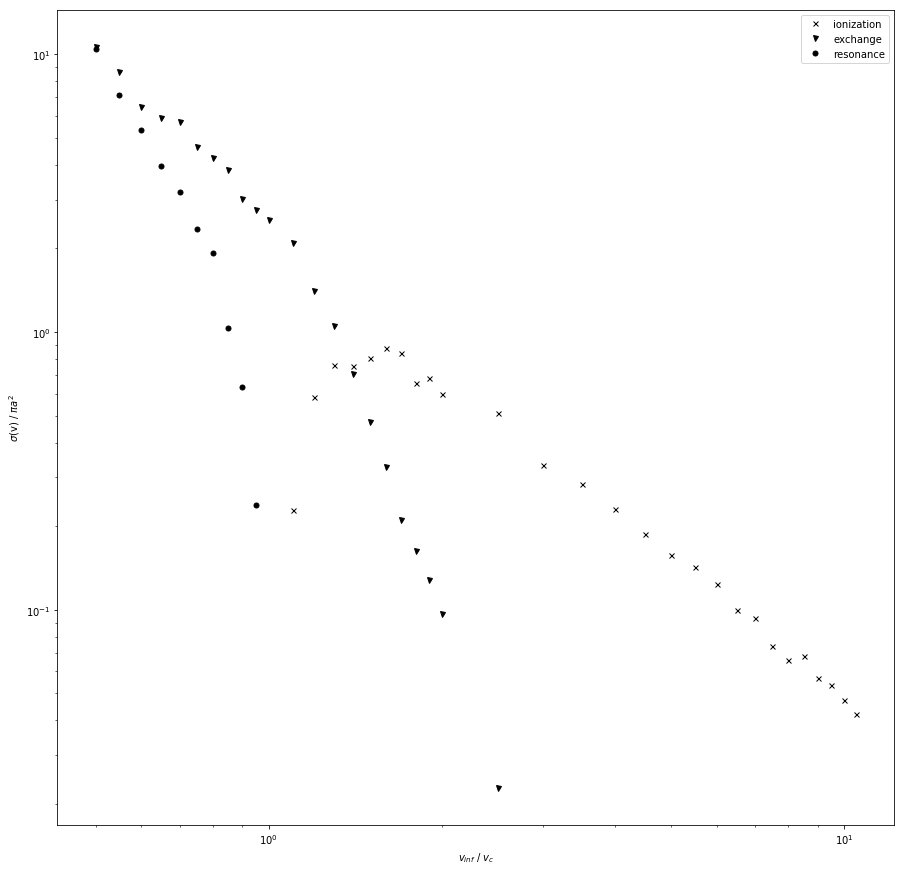 ionization
exchange
resonance
10¹
10⁰
10⁻¹
σ(v) / πa²
10⁰
10¹
v_inf / v_c